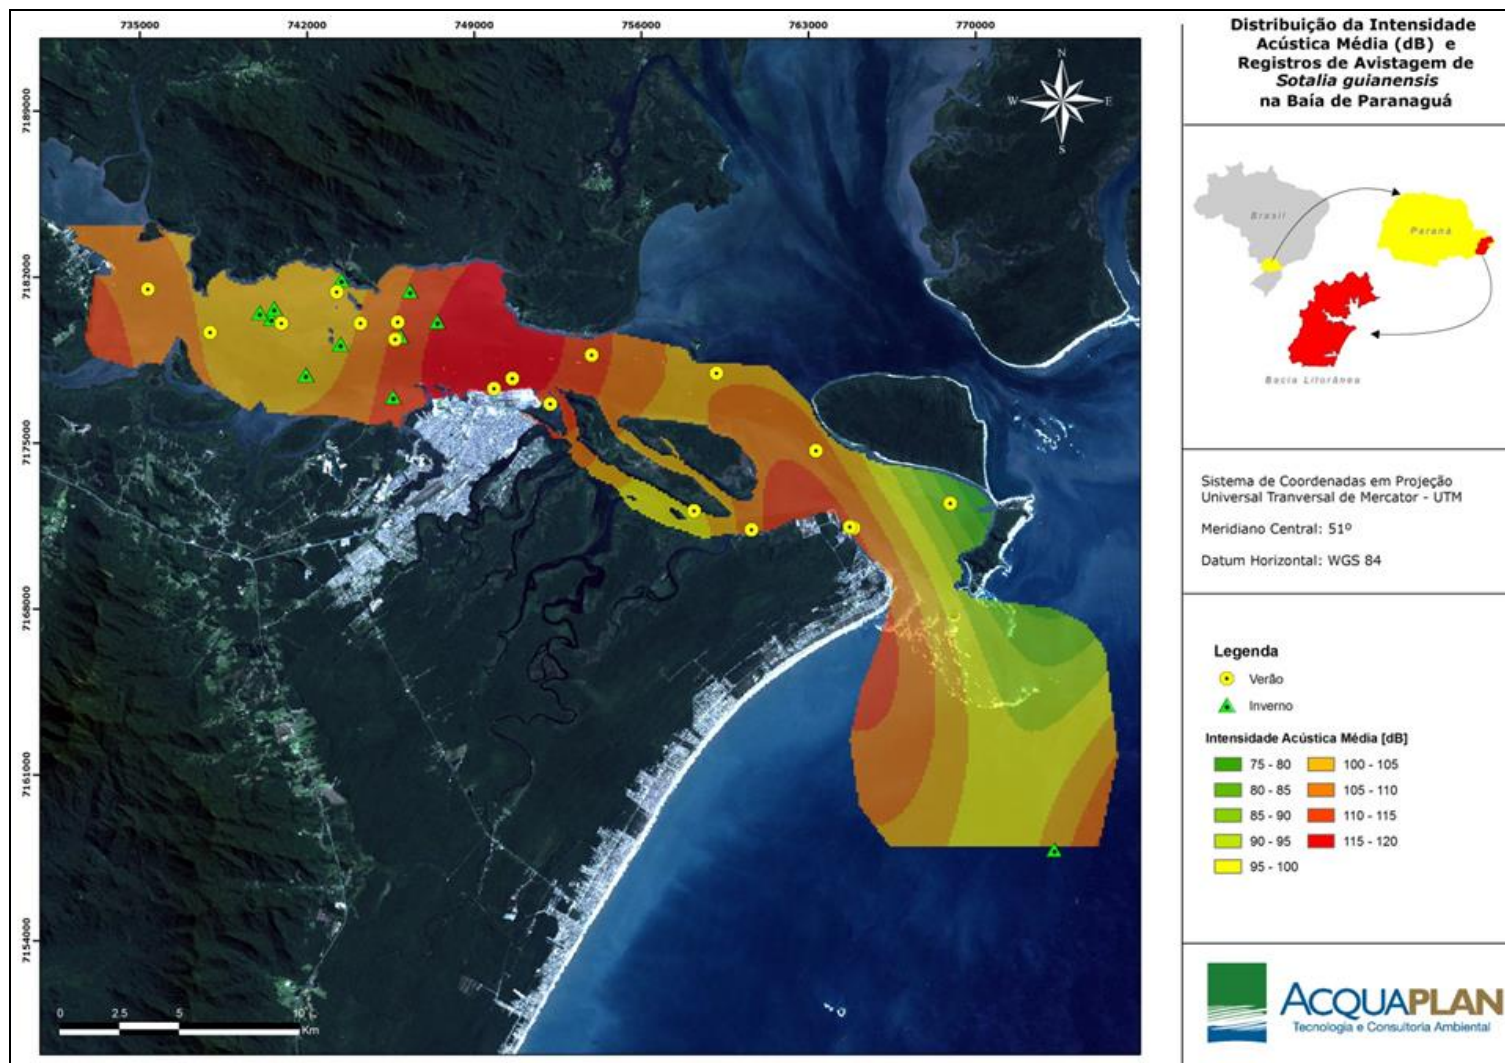 735000
742000
749000
756000
763000
770000
7189000
7182000
7175000
7168000
7161000
7154000
N
W
E
S
0
2.5
5
10
Km
Distribuição da Intensidade
Acústica Média (dB) e
Registros de Avistagem de
Sotalia guianensis
na Baía de Paranaguá
Brasil
Paraná
Bacia Litorânea
Sistema de Coordenadas em Projeção
Universal Tranversal de Mercator - UTM
Meridiano Central: 51º
Datum Horizontal: WGS 84
Legenda
Verão
Inverno
Intensidade Acústica Média [dB]
75 - 80
80 - 85
85 - 90
90 - 95
95 - 100
100 - 105
105 - 110
110 - 115
115 - 120
ACQUAPLAN
Tecnologia e Consultoria Ambiental